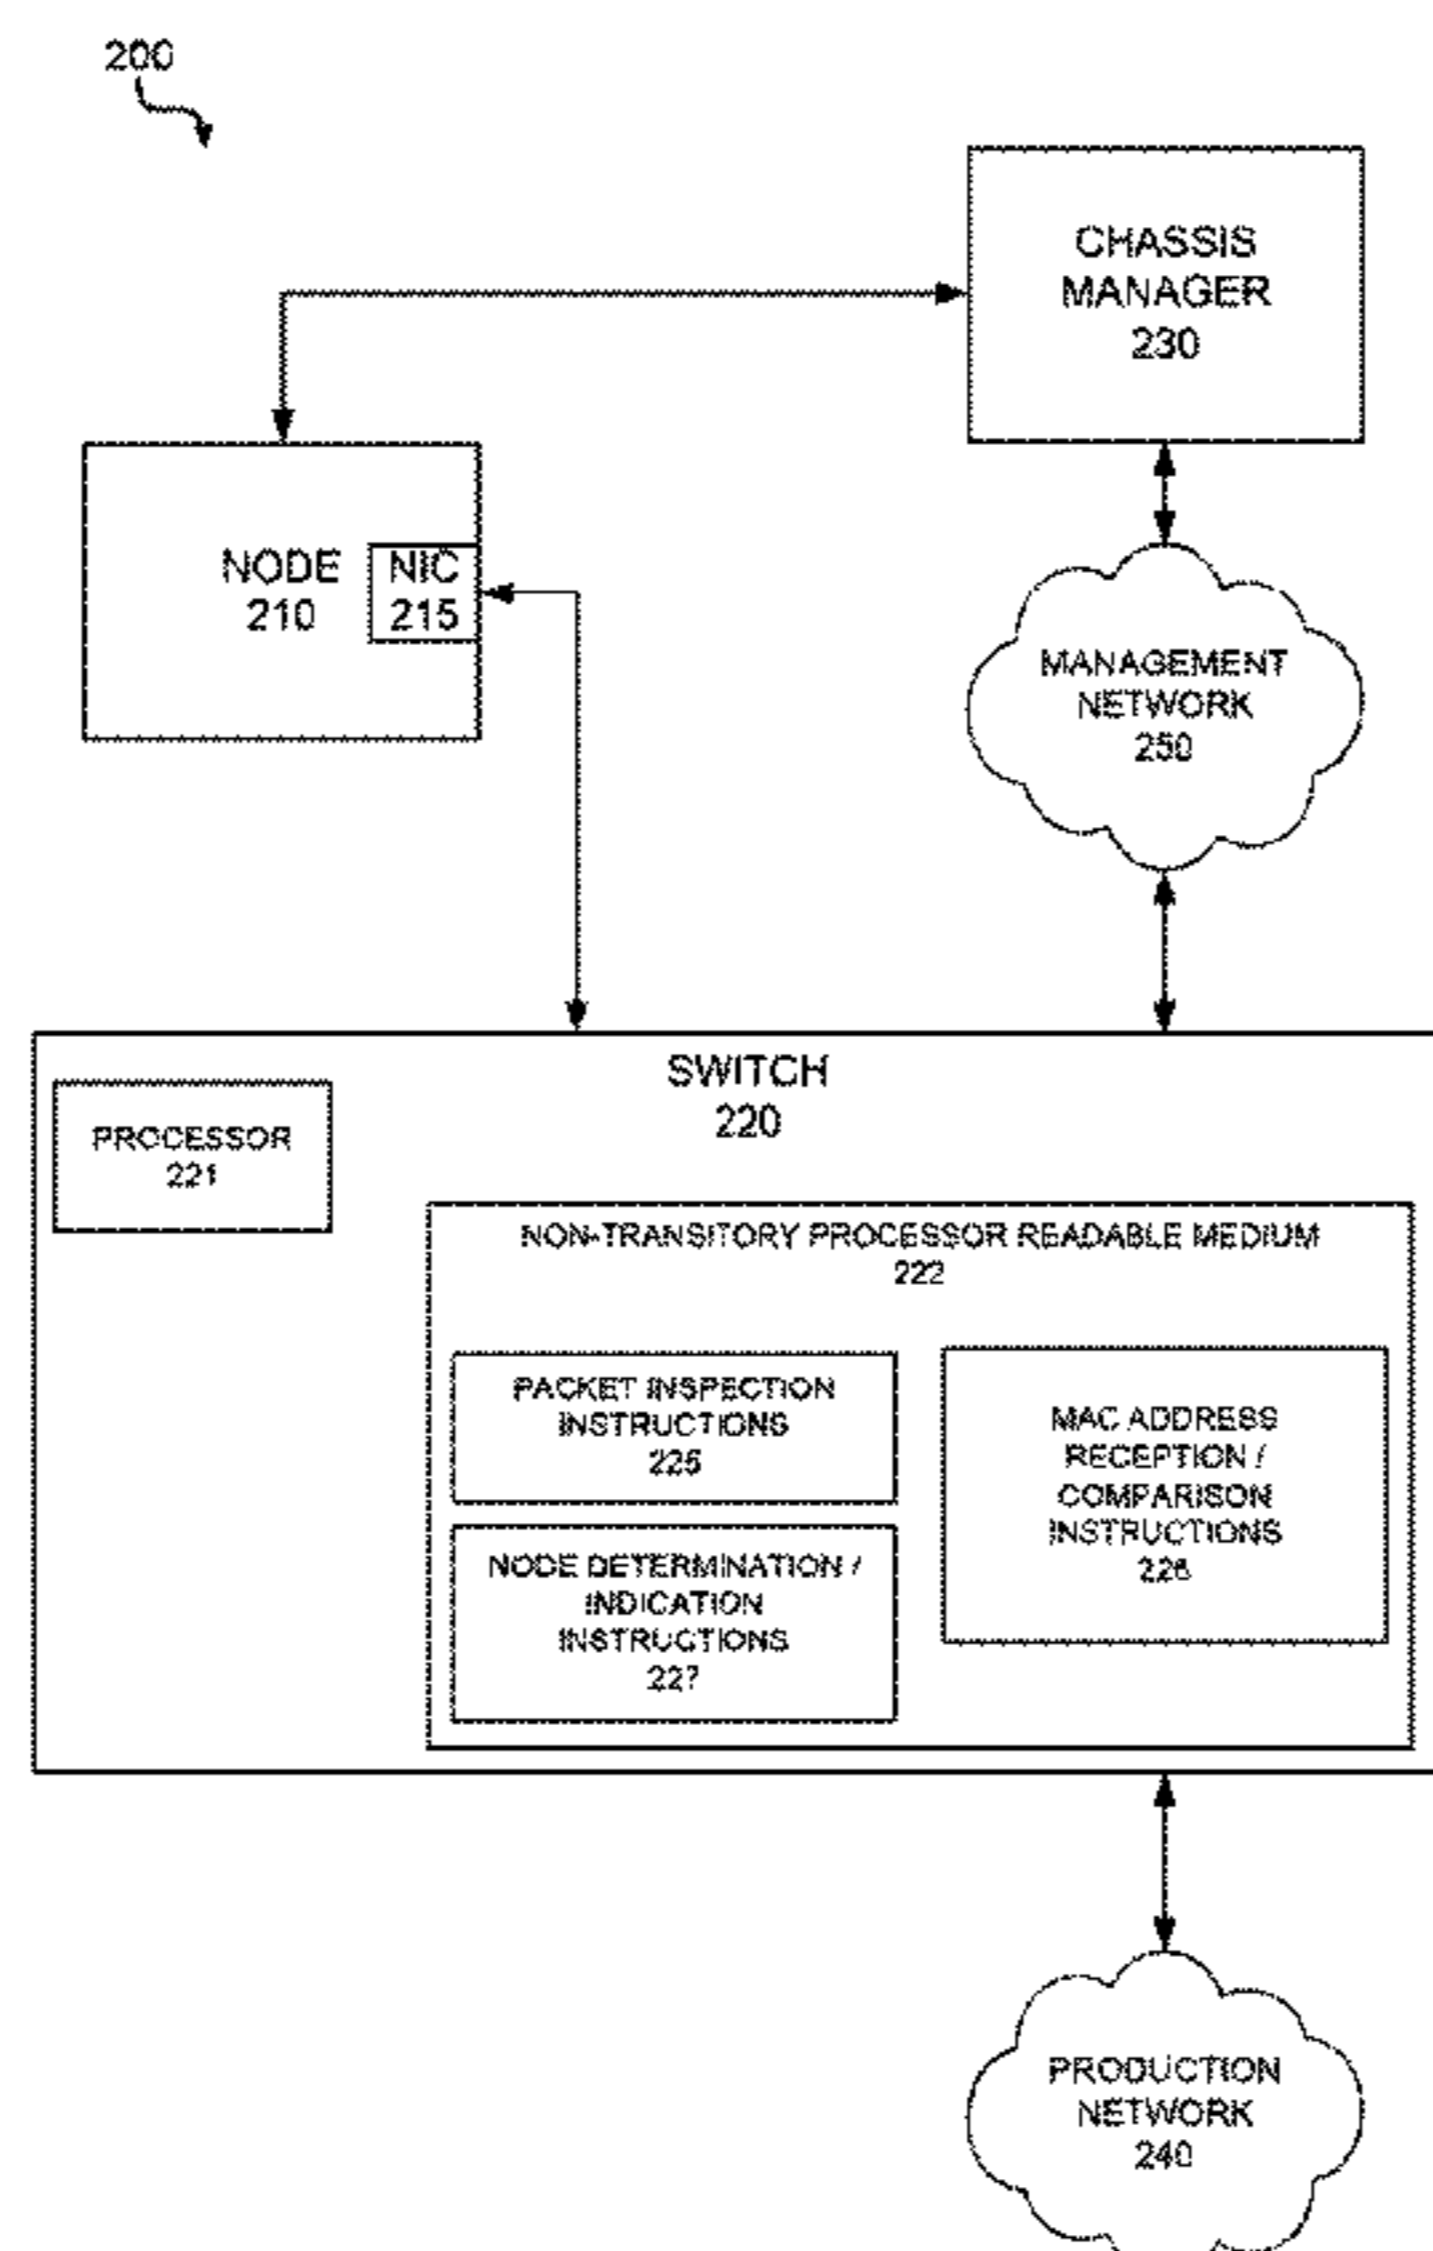 200
CHASSIS
MANAGER
230
NODE
210
NIC
215
MANAGEMENT
NETWORK
250
SWITCH
220
PROCESSOR
221
NON-TRANSITORY PROCESSOR READABLE MEDIUM
222
PACKET INSPECTION
INSTRUCTIONS
225
MAC ADDRESS
RECEPTION /
COMPARISON
INSTRUCTIONS
226
NODE DETERMINATION /
INDICATION
INSTRUCTIONS
227
PRODUCTION
NETWORK
240